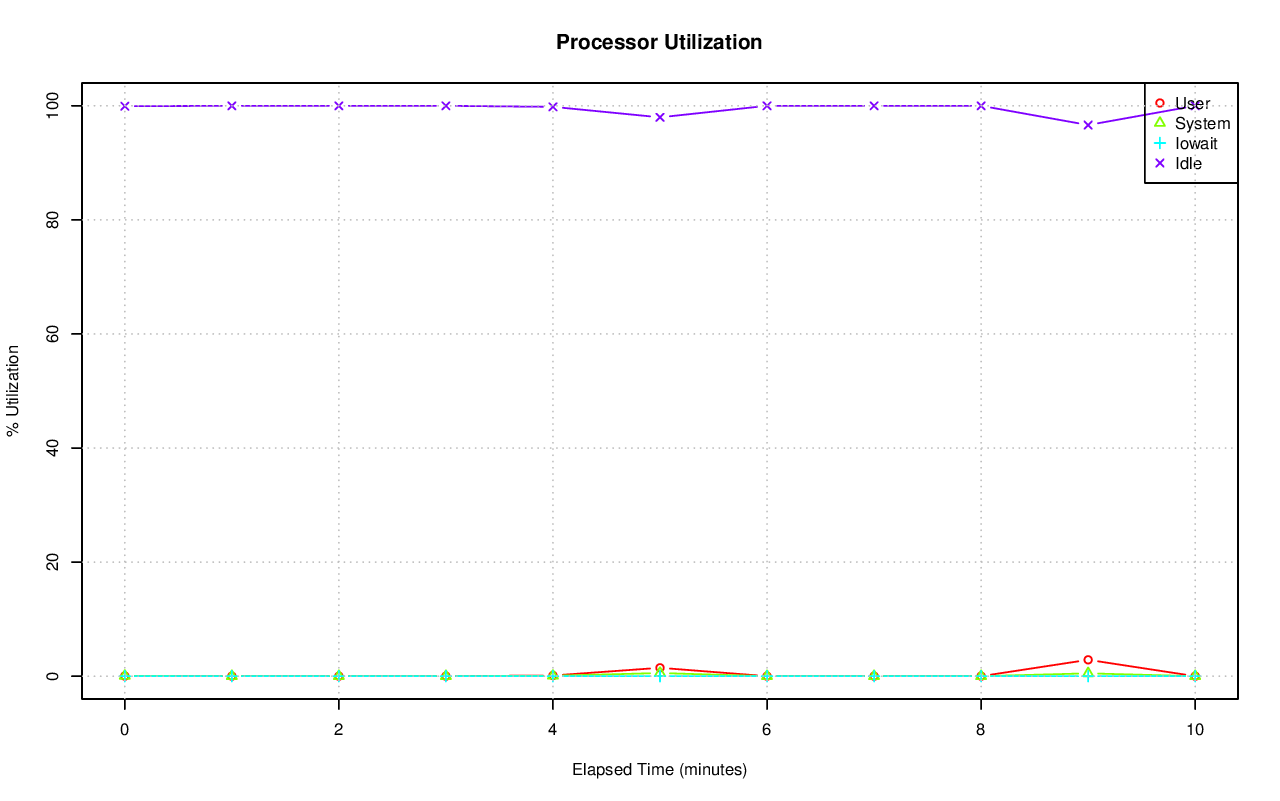 Processor Utilization
% Utilization
100
80
60
40
20
0
User
System
Iowait
Idle
0 2 4 6 8 10
Elapsed Time (minutes)